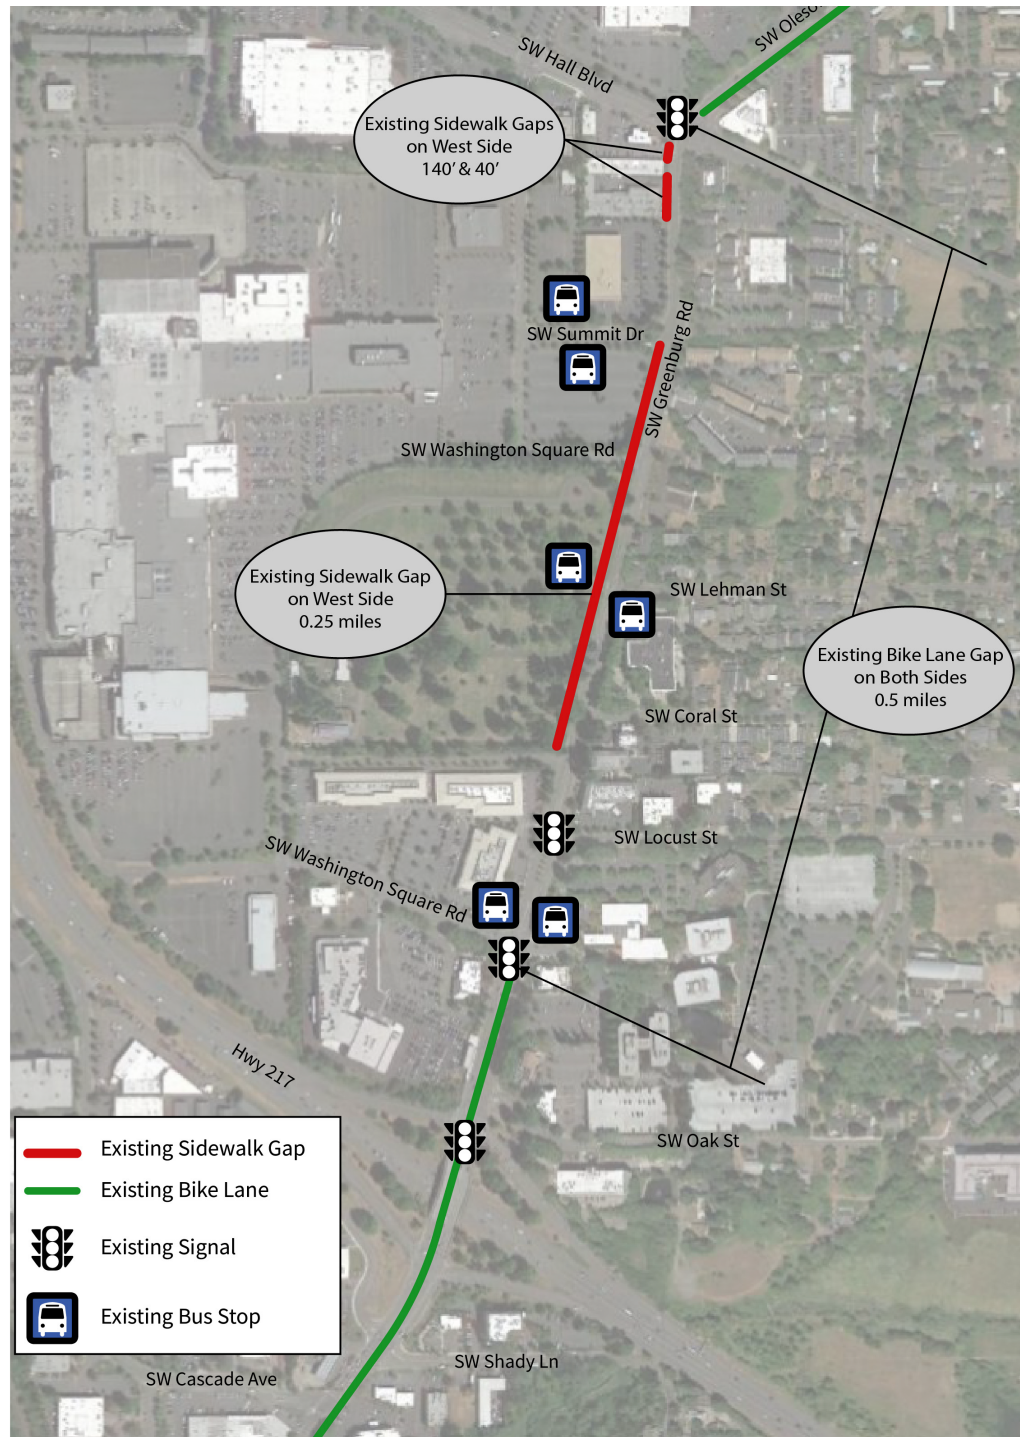 SW Oleso
SW Hall Blvd
Existing Sidewalk Gaps
on West Side
140' & 40'
SW Summit Dr
SW Greenburg Rd
SW Washington Square Rd
Existing Sidewalk Gap
on West Side
0.25 miles
SW Lehman St
Existing Bike Lane Gap
on Both Sides
0.5 miles
SW Coral St
SW Locust St
SW Washington Square Rd
Hwy 217
SW Oak St
Existing Sidewalk Gap
Existing Bike Lane
Existing Signal
Existing Bus Stop
SW Shady Ln
SW Cascade Ave